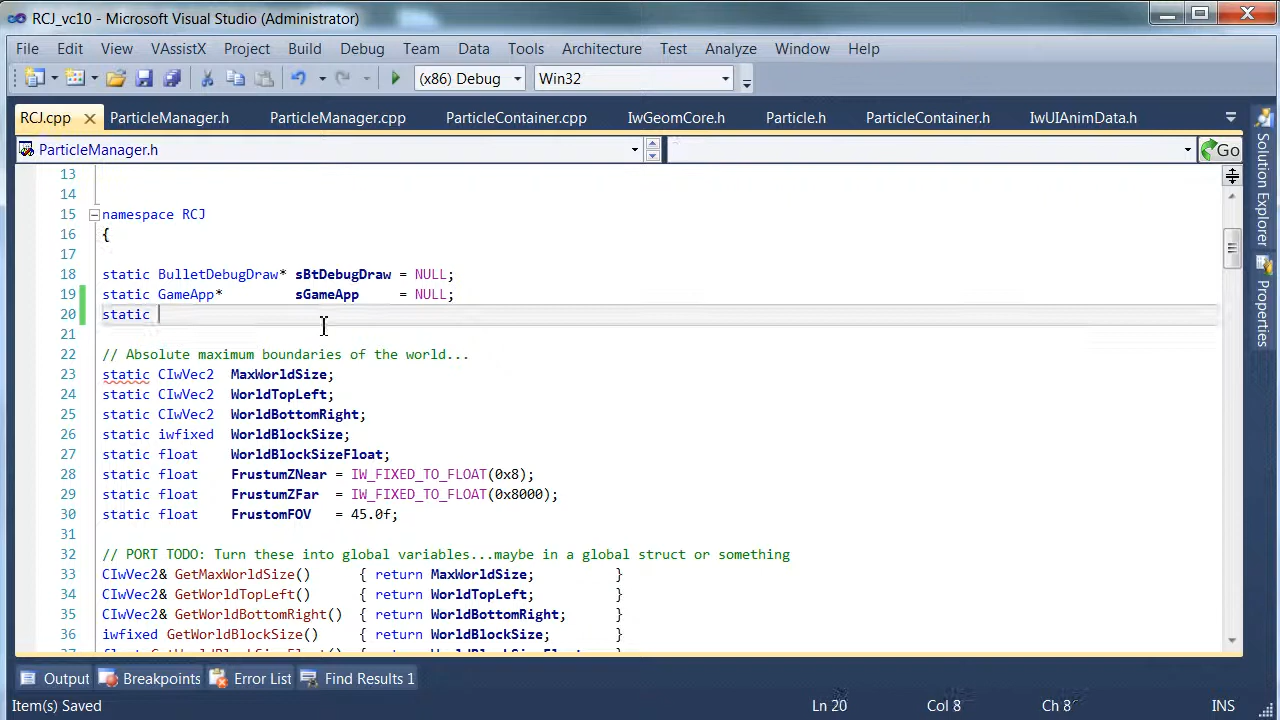 RCJ_vc10 - Microsoft Visual Studio (Administrator)
File Edit View VAssistX Project Build Debug Team Data Tools Architecture Test Analyze Window Help
(x86) Debug Win32
RCJ.cpp ParticleManager.h ParticleManager.cpp ParticleContainer.cpp IwGeomCore.h Particle.h ParticleContainer.h IwUIAnimData.h
ParticleManager.h Go
13
14
15 namespace RCJ
16 {
17
18 static BulletDebugDraw* sBtDebugDraw = NULL;
19 static GameApp* sGameApp = NULL;
20 static
21
22 // Absolute maximum boundaries of the world...
23 static CIwVec2 MaxWorldSize;
24 static CIwVec2 WorldTopLeft;
25 static CIwVec2 WorldBottomRight;
26 static iwfixed WorldBlockSize;
27 static float WorldBlockSizeFloat;
28 static float FrustumZNear = IW_FIXED_TO_FLOAT(0x8);
29 static float FrustumZFar = IW_FIXED_TO_FLOAT(0x8000);
30 static float FrustomFOV = 45.0f;
31
32 // PORT TODO: Turn these into global variables...maybe in a global struct or something
33 CIwVec2& GetMaxWorldSize() { return MaxWorldSize; }
34 CIwVec2& GetWorldTopLeft() { return WorldTopLeft; }
35 CIwVec2& GetWorldBottomRight() { return WorldBottomRight; }
36 iwfixed GetWorldBlockSize() { return WorldBlockSize; }
Solution Explorer
Properties
Output Breakpoints Error List Find Results 1
Item(s) Saved Ln 20 Col 8 Ch 8 INS